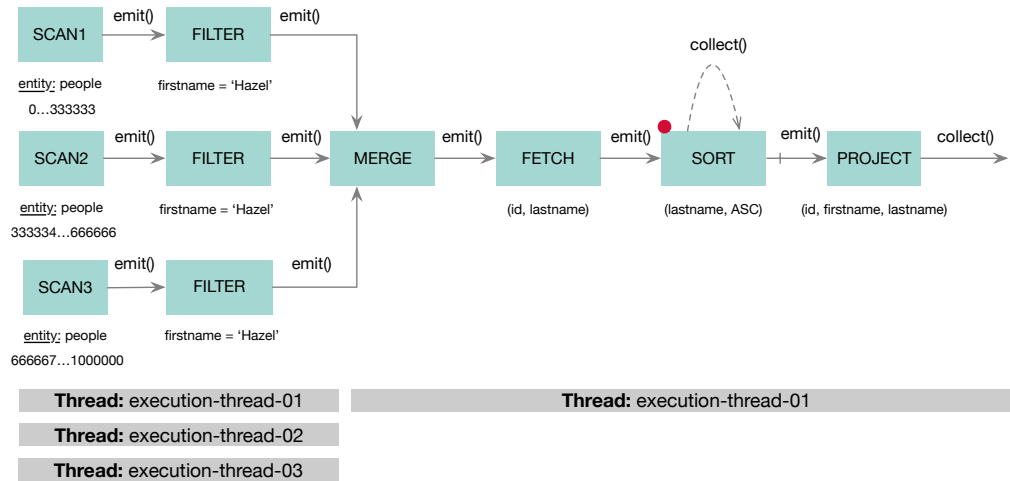 emit()
emit()
SCAN1
FILTER
collect()
entity: people
firstname = ‘Hazel’
0…333333
emit()
emit()
emit()
emit()
emit()
collect()
SCAN2
FILTER
MERGE
FETCH
SORT
PROJECT
entity: people
firstname = ‘Hazel’
(id, lastname)
(lastname, ASC)
(id, firstname, lastname)
333334…666666
emit()
emit()
SCAN3
FILTER
entity: people
firstname = ‘Hazel’
666667…1000000
Thread: execution-thread-01
Thread: execution-thread-01
Thread: execution-thread-02
Thread: execution-thread-03